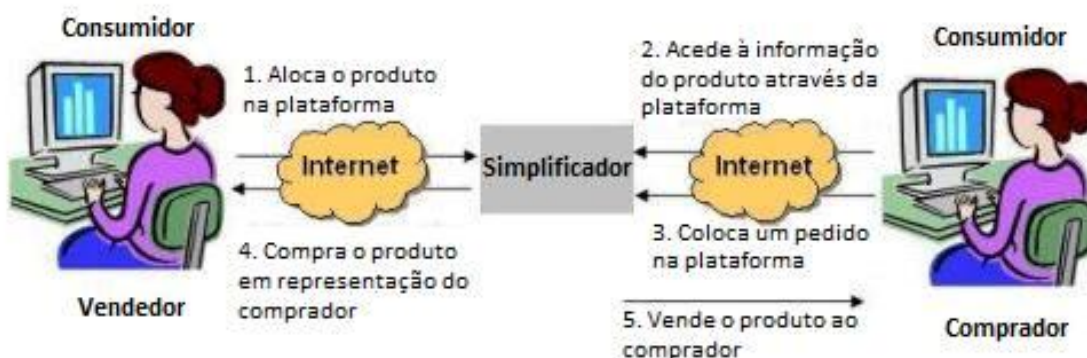 Consumidor
1. Aloca o produto
na plataforma
Internet
4. Compra o produto
em representação do
comprador
Vendedor
Simplificador
Consumidor
2. Acede à informação
do produto através da
plataforma
Internet
3. Coloca um pedido
na plataforma
5. Vende o produto ao
comprador
Comprador